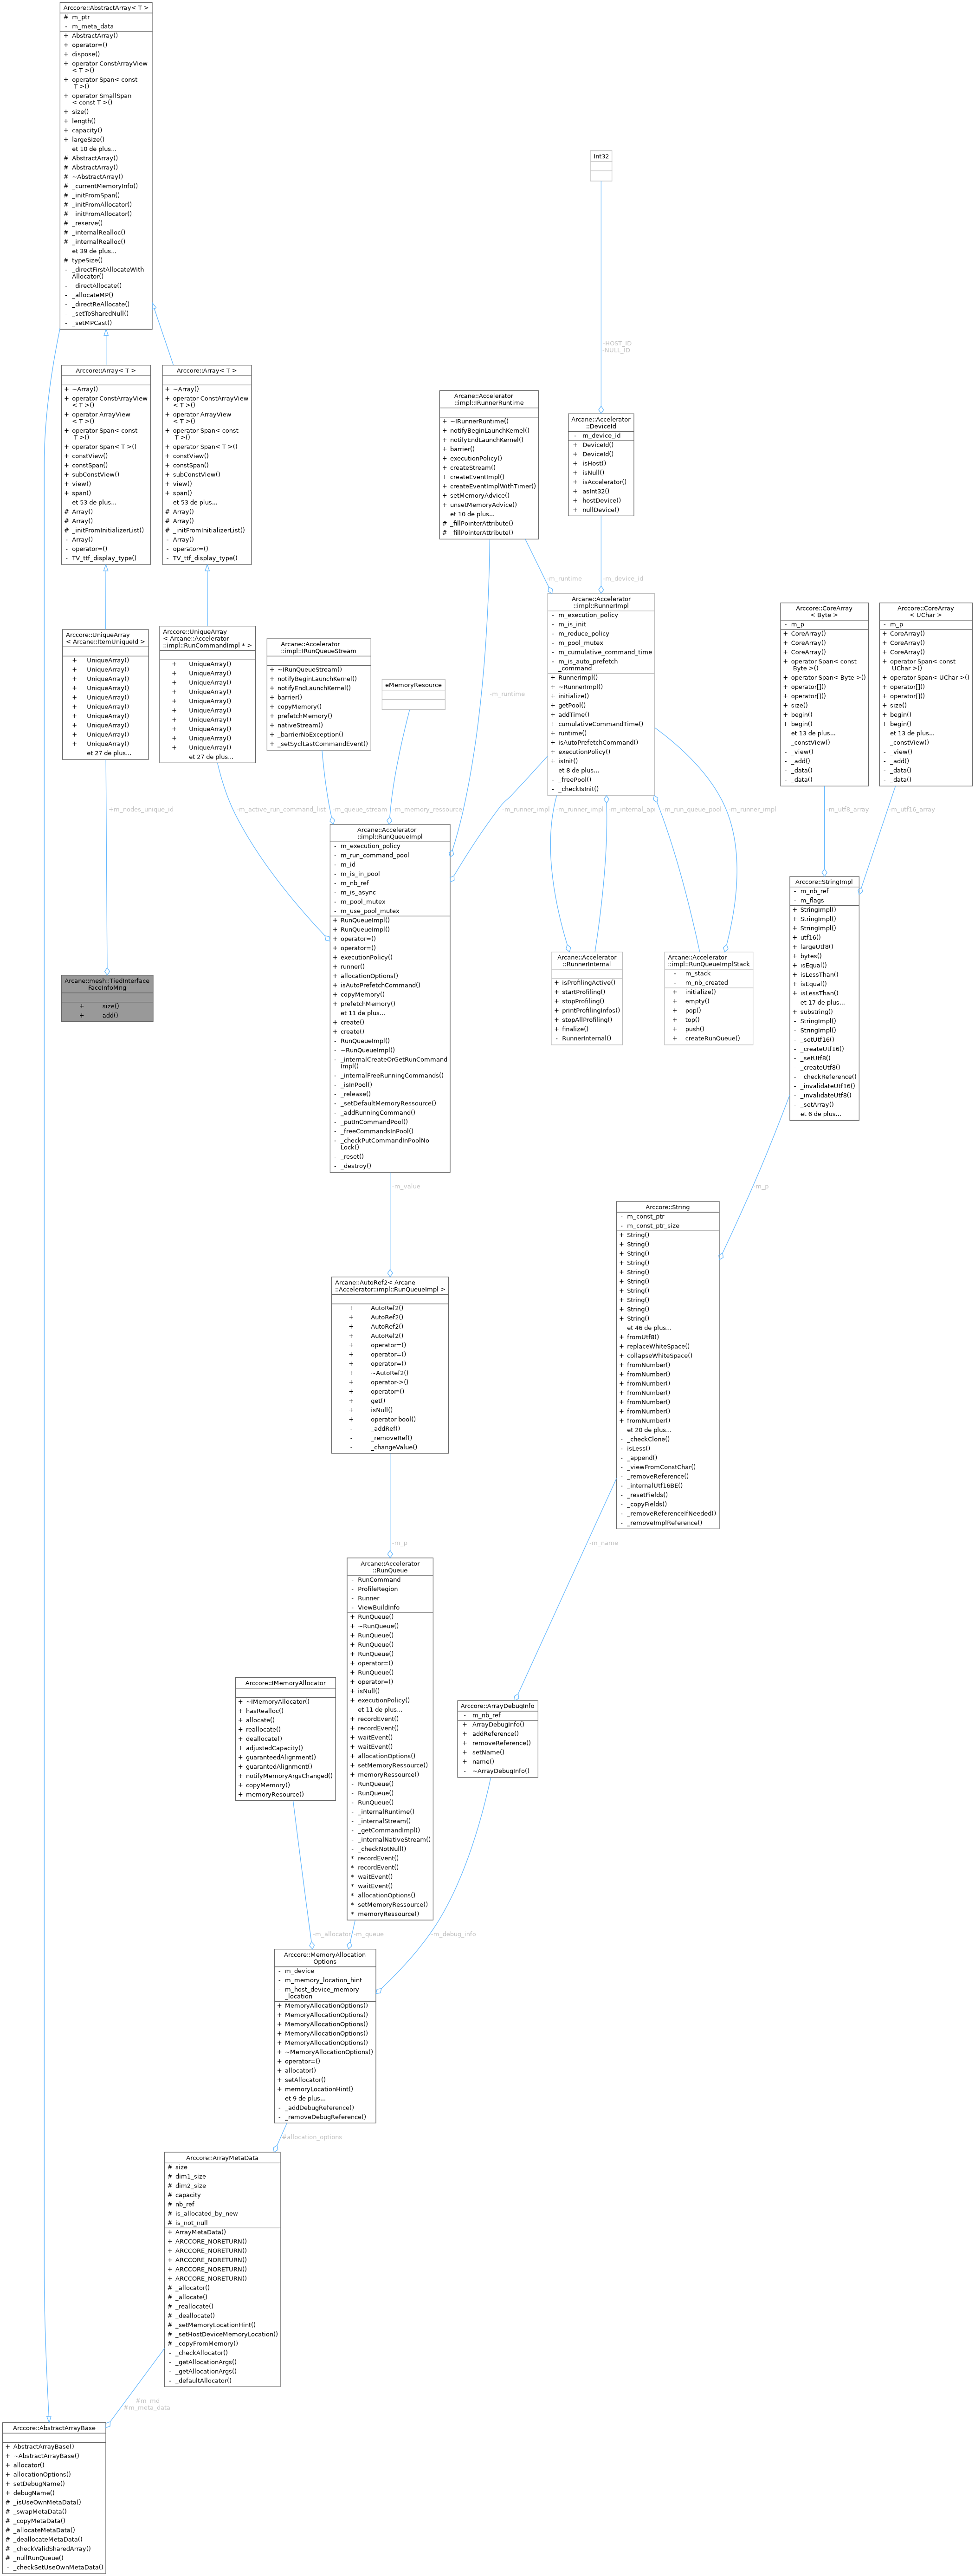 Arccore::AbstractArray< T >
# m_ptr
- m_meta_data
+ AbstractArray()
+ operator=()
+ dispose()
+ operator ConstArrayView
< T >()
+ operator Span< const
T >()
+ operator SmallSpan
< const T >()
+ size()
+ length()
+ capacity()
+ largeSize()
et 10 de plus...
# AbstractArray()
# AbstractArray()
# ~AbstractArray()
# _currentMemoryInfo()
# _initFromSpan()
# _initFromAllocator()
# _initFromAllocator()
# _reserve()
# _internalRealloc()
# _internalRealloc()
et 39 de plus...
# typeSize()
- _directFirstAllocateWith
Allocator()
- _directAllocate()
- _allocateMP()
- _directReAllocate()
- _setToSharedNull()
- _setMPCast()
Int32
-HOST_ID
-NULL_ID
Arccore::Array< T >
+ ~Array()
+ operator ConstArrayView
< T >()
+ operator ArrayView
< T >()
+ operator Span< const
T >()
+ operator Span< T >()
+ constView()
+ constSpan()
+ subConstView()
+ view()
+ span()
et 53 de plus...
# Array()
# Array()
# _initFromInitializerList()
- Array()
- operator=()
- TV_ttf_display_type()
Arccore::Array< T >
+ ~Array()
+ operator ConstArrayView
< T >()
+ operator ArrayView
< T >()
+ operator Span< const
T >()
+ operator Span< T >()
+ constView()
+ constSpan()
+ subConstView()
+ view()
+ span()
et 53 de plus...
# Array()
# Array()
# _initFromInitializerList()
- Array()
- operator=()
- TV_ttf_display_type()
Arcane::Accelerator
::impl::IRunnerRuntime
+ ~IRunnerRuntime()
+ notifyBeginLaunchKernel()
+ notifyEndLaunchKernel()
+ barrier()
+ executionPolicy()
+ createStream()
+ createEventImpl()
+ createEventImplWithTimer()
+ setMemoryAdvice()
+ unsetMemoryAdvice()
et 10 de plus...
# _fillPointerAttribute()
# _fillPointerAttribute()
Arcane::Accelerator
::DeviceId
- m_device_id
+ DeviceId()
+ DeviceId()
+ isHost()
+ isNull()
+ isAccelerator()
+ asInt32()
+ hostDevice()
+ nullDevice()
-m_runtime
-m_device_id
Arcane::Accelerator
::impl::RunnerImpl
- m_execution_policy
- m_is_init
- m_reduce_policy
- m_pool_mutex
- m_cumulative_command_time
- m_is_auto_prefetch
_command
+ RunnerImpl()
+ ~RunnerImpl()
+ initialize()
+ getPool()
+ addTime()
+ cumulativeCommandTime()
+ runtime()
+ isAutoPrefetchCommand()
+ executionPolicy()
+ isInit()
et 8 de plus...
- _freePool()
- _checkIsInit()
Arccore::CoreArray
< Byte >
- m_p
+ CoreArray()
+ CoreArray()
+ CoreArray()
+ operator Span< const
Byte >()
+ operator Span< Byte >()
+ operator[]()
+ operator[]()
+ size()
+ begin()
+ begin()
et 13 de plus...
- _constView()
- _view()
- _add()
- _data()
- _data()
Arccore::CoreArray
< UChar >
- m_p
+ CoreArray()
+ CoreArray()
+ CoreArray()
+ operator Span< const
UChar >()
+ operator Span< UChar >()
+ operator[]()
+ operator[]()
+ size()
+ begin()
+ begin()
et 13 de plus...
- _constView()
- _view()
- _add()
- _data()
- _data()
Arccore::UniqueArray
< Arcane::ItemUniqueId >
+ UniqueArray()
+ UniqueArray()
+ UniqueArray()
+ UniqueArray()
+ UniqueArray()
+ UniqueArray()
+ UniqueArray()
+ UniqueArray()
+ UniqueArray()
+ UniqueArray()
et 27 de plus...
Arccore::UniqueArray
< Arcane::Accelerator
::impl::RunCommandImpl * >
+ UniqueArray()
+ UniqueArray()
+ UniqueArray()
+ UniqueArray()
+ UniqueArray()
+ UniqueArray()
+ UniqueArray()
+ UniqueArray()
+ UniqueArray()
+ UniqueArray()
et 27 de plus...
Arcane::Accelerator
::impl::IRunQueueStream
+ ~IRunQueueStream()
+ notifyBeginLaunchKernel()
+ notifyEndLaunchKernel()
+ barrier()
+ copyMemory()
+ prefetchMemory()
+ nativeStream()
+ _barrierNoException()
+ _setSyclLastCommandEvent()
eMemoryResource
-m_runtime
+m_nodes_unique_id
-m_active_run_command_list
-m_queue_stream
-m_memory_ressource
-m_runner_impl
-m_runner_impl
-m_internal_api
-m_run_queue_pool
-m_runner_impl
-m_utf8_array
-m_utf16_array
Arcane::Accelerator
::impl::RunQueueImpl
- m_execution_policy
- m_run_command_pool
- m_id
- m_is_in_pool
- m_nb_ref
- m_is_async
- m_pool_mutex
- m_use_pool_mutex
+ RunQueueImpl()
+ RunQueueImpl()
+ operator=()
+ operator=()
+ executionPolicy()
+ runner()
+ allocationOptions()
+ isAutoPrefetchCommand()
+ copyMemory()
+ prefetchMemory()
et 11 de plus...
+ create()
+ create()
- RunQueueImpl()
- ~RunQueueImpl()
- _internalCreateOrGetRunCommand
Impl()
- _internalFreeRunningCommands()
- _isInPool()
- _release()
- _setDefaultMemoryRessource()
- _addRunningCommand()
- _putInCommandPool()
- _freeCommandsInPool()
- _checkPutCommandInPoolNo
Lock()
- _reset()
- _destroy()
Arcane::mesh::TiedInterface
FaceInfoMng
+ size()
+ add()
Arcane::Accelerator
::RunnerInternal
+ isProfilingActive()
+ startProfiling()
+ stopProfiling()
+ printProfilingInfos()
+ stopAllProfiling()
+ finalize()
- RunnerInternal()
Arcane::Accelerator
::impl::RunQueueImplStack
- m_stack
- m_nb_created
+ initialize()
+ empty()
+ pop()
+ top()
+ push()
+ createRunQueue()
Arccore::StringImpl
- m_nb_ref
- m_flags
+ StringImpl()
+ StringImpl()
+ StringImpl()
+ utf16()
+ largeUtf8()
+ bytes()
+ isEqual()
+ isLessThan()
+ isEqual()
+ isLessThan()
et 17 de plus...
+ substring()
- StringImpl()
- StringImpl()
- _setUtf16()
- _createUtf16()
- _setUtf8()
- _createUtf8()
- _checkReference()
- _invalidateUtf16()
- _invalidateUtf8()
- _setArray()
et 6 de plus...
-m_value
-m_p
Arccore::String
- m_const_ptr
- m_const_ptr_size
+ String()
+ String()
+ String()
+ String()
+ String()
+ String()
+ String()
+ String()
+ String()
+ String()
et 46 de plus...
+ fromUtf8()
+ replaceWhiteSpace()
+ collapseWhiteSpace()
+ fromNumber()
+ fromNumber()
+ fromNumber()
+ fromNumber()
+ fromNumber()
+ fromNumber()
+ fromNumber()
et 20 de plus...
- _checkClone()
- isLess()
- _append()
- _viewFromConstChar()
- _removeReference()
- _internalUtf16BE()
- _resetFields()
- _copyFields()
- _removeReferenceIfNeeded()
- _removeImplReference()
Arcane::AutoRef2< Arcane
::Accelerator::impl::RunQueueImpl >
+ AutoRef2()
+ AutoRef2()
+ AutoRef2()
+ AutoRef2()
+ operator=()
+ operator=()
+ operator=()
+ ~AutoRef2()
+ operator->()
+ operator*()
+ get()
+ isNull()
+ operator bool()
- _addRef()
- _removeRef()
- _changeValue()
-m_p
-m_name
Arcane::Accelerator
::RunQueue
- RunCommand
- ProfileRegion
- Runner
- ViewBuildInfo
+ RunQueue()
+ ~RunQueue()
+ RunQueue()
+ RunQueue()
+ RunQueue()
+ operator=()
+ RunQueue()
+ operator=()
+ isNull()
+ executionPolicy()
et 11 de plus...
+ recordEvent()
+ recordEvent()
+ waitEvent()
+ waitEvent()
+ allocationOptions()
+ setMemoryRessource()
+ memoryRessource()
- RunQueue()
- RunQueue()
- RunQueue()
- _internalRuntime()
- _internalStream()
- _getCommandImpl()
- _internalNativeStream()
- _checkNotNull()
* recordEvent()
* recordEvent()
* waitEvent()
* waitEvent()
* allocationOptions()
* setMemoryRessource()
* memoryRessource()
Arccore::IMemoryAllocator
+ ~IMemoryAllocator()
+ hasRealloc()
+ allocate()
+ reallocate()
+ deallocate()
+ adjustedCapacity()
+ guaranteedAlignment()
+ guarantedAlignment()
+ notifyMemoryArgsChanged()
+ copyMemory()
+ memoryResource()
Arccore::ArrayDebugInfo
- m_nb_ref
+ ArrayDebugInfo()
+ addReference()
+ removeReference()
+ setName()
+ name()
- ~ArrayDebugInfo()
-m_allocator
-m_queue
-m_debug_info
Arccore::MemoryAllocation
Options
- m_device
- m_memory_location_hint
- m_host_device_memory
_location
+ MemoryAllocationOptions()
+ MemoryAllocationOptions()
+ MemoryAllocationOptions()
+ MemoryAllocationOptions()
+ MemoryAllocationOptions()
+ ~MemoryAllocationOptions()
+ operator=()
+ allocator()
+ setAllocator()
+ memoryLocationHint()
et 9 de plus...
- _addDebugReference()
- _removeDebugReference()
#allocation_options
Arccore::ArrayMetaData
# size
# dim1_size
# dim2_size
# capacity
# nb_ref
# is_allocated_by_new
# is_not_null
+ ArrayMetaData()
+ ARCCORE_NORETURN()
+ ARCCORE_NORETURN()
+ ARCCORE_NORETURN()
+ ARCCORE_NORETURN()
+ ARCCORE_NORETURN()
# _allocator()
# _allocate()
# _reallocate()
# _deallocate()
# _setMemoryLocationHint()
# _setHostDeviceMemoryLocation()
# _copyFromMemory()
- _checkAllocator()
- _getAllocationArgs()
- _getAllocationArgs()
- _defaultAllocator()
#m_md
#m_meta_data
Arccore::AbstractArrayBase
+ AbstractArrayBase()
+ ~AbstractArrayBase()
+ allocator()
+ allocationOptions()
+ setDebugName()
+ debugName()
# _isUseOwnMetaData()
# _swapMetaData()
# _copyMetaData()
# _allocateMetaData()
# _deallocateMetaData()
# _checkValidSharedArray()
# _nullRunQueue()
- _checkSetUseOwnMetaData()